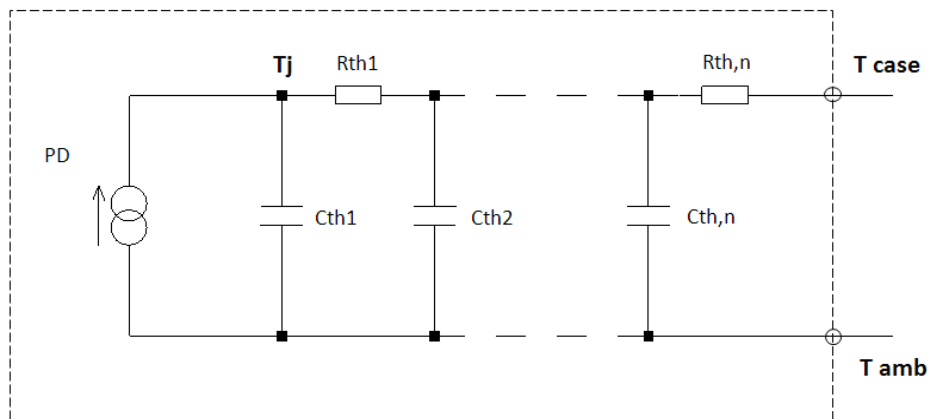 Tj
Rth1
Rth,n
T case
PD
Cth1
Cth2
Cth,n
T amb